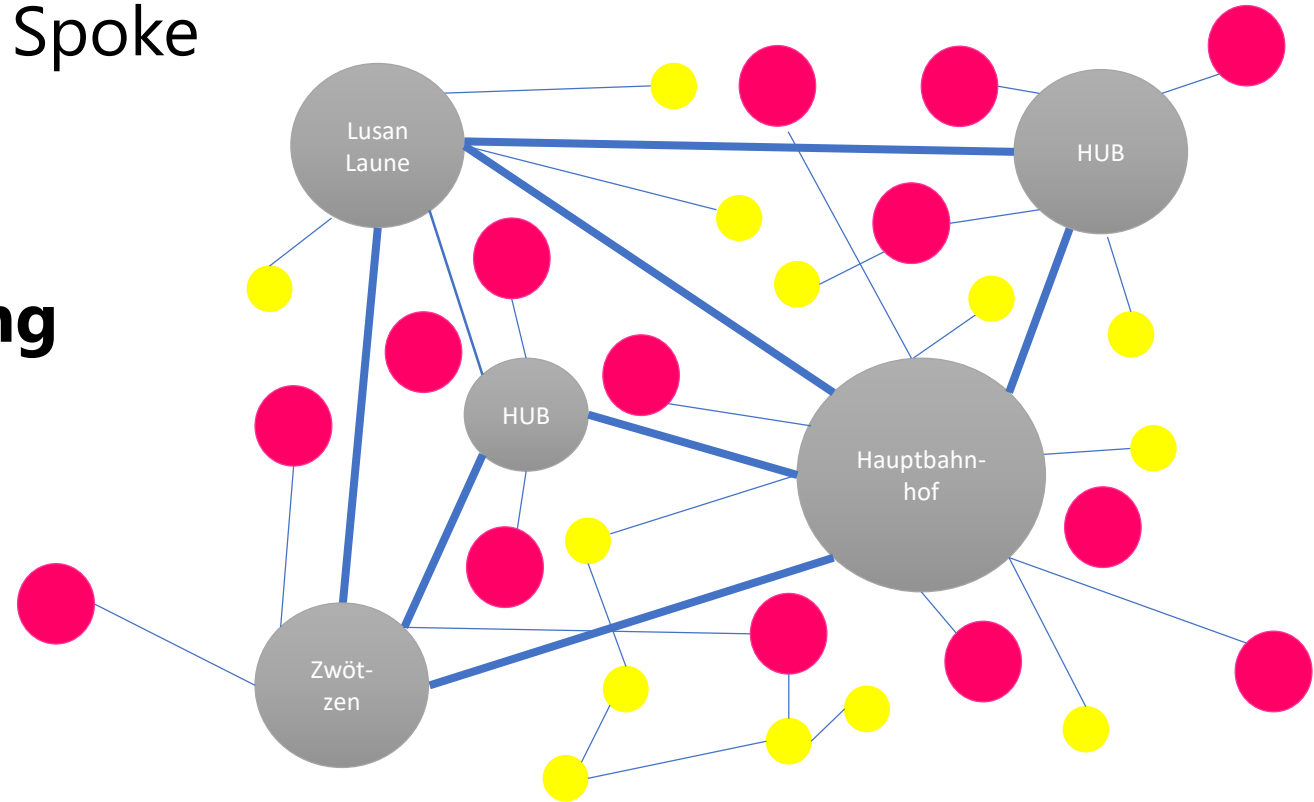 Spoke
Lusan
Laune
HUB
ng
HUB
Hauptbahn-
hof
Zwöt-
zen